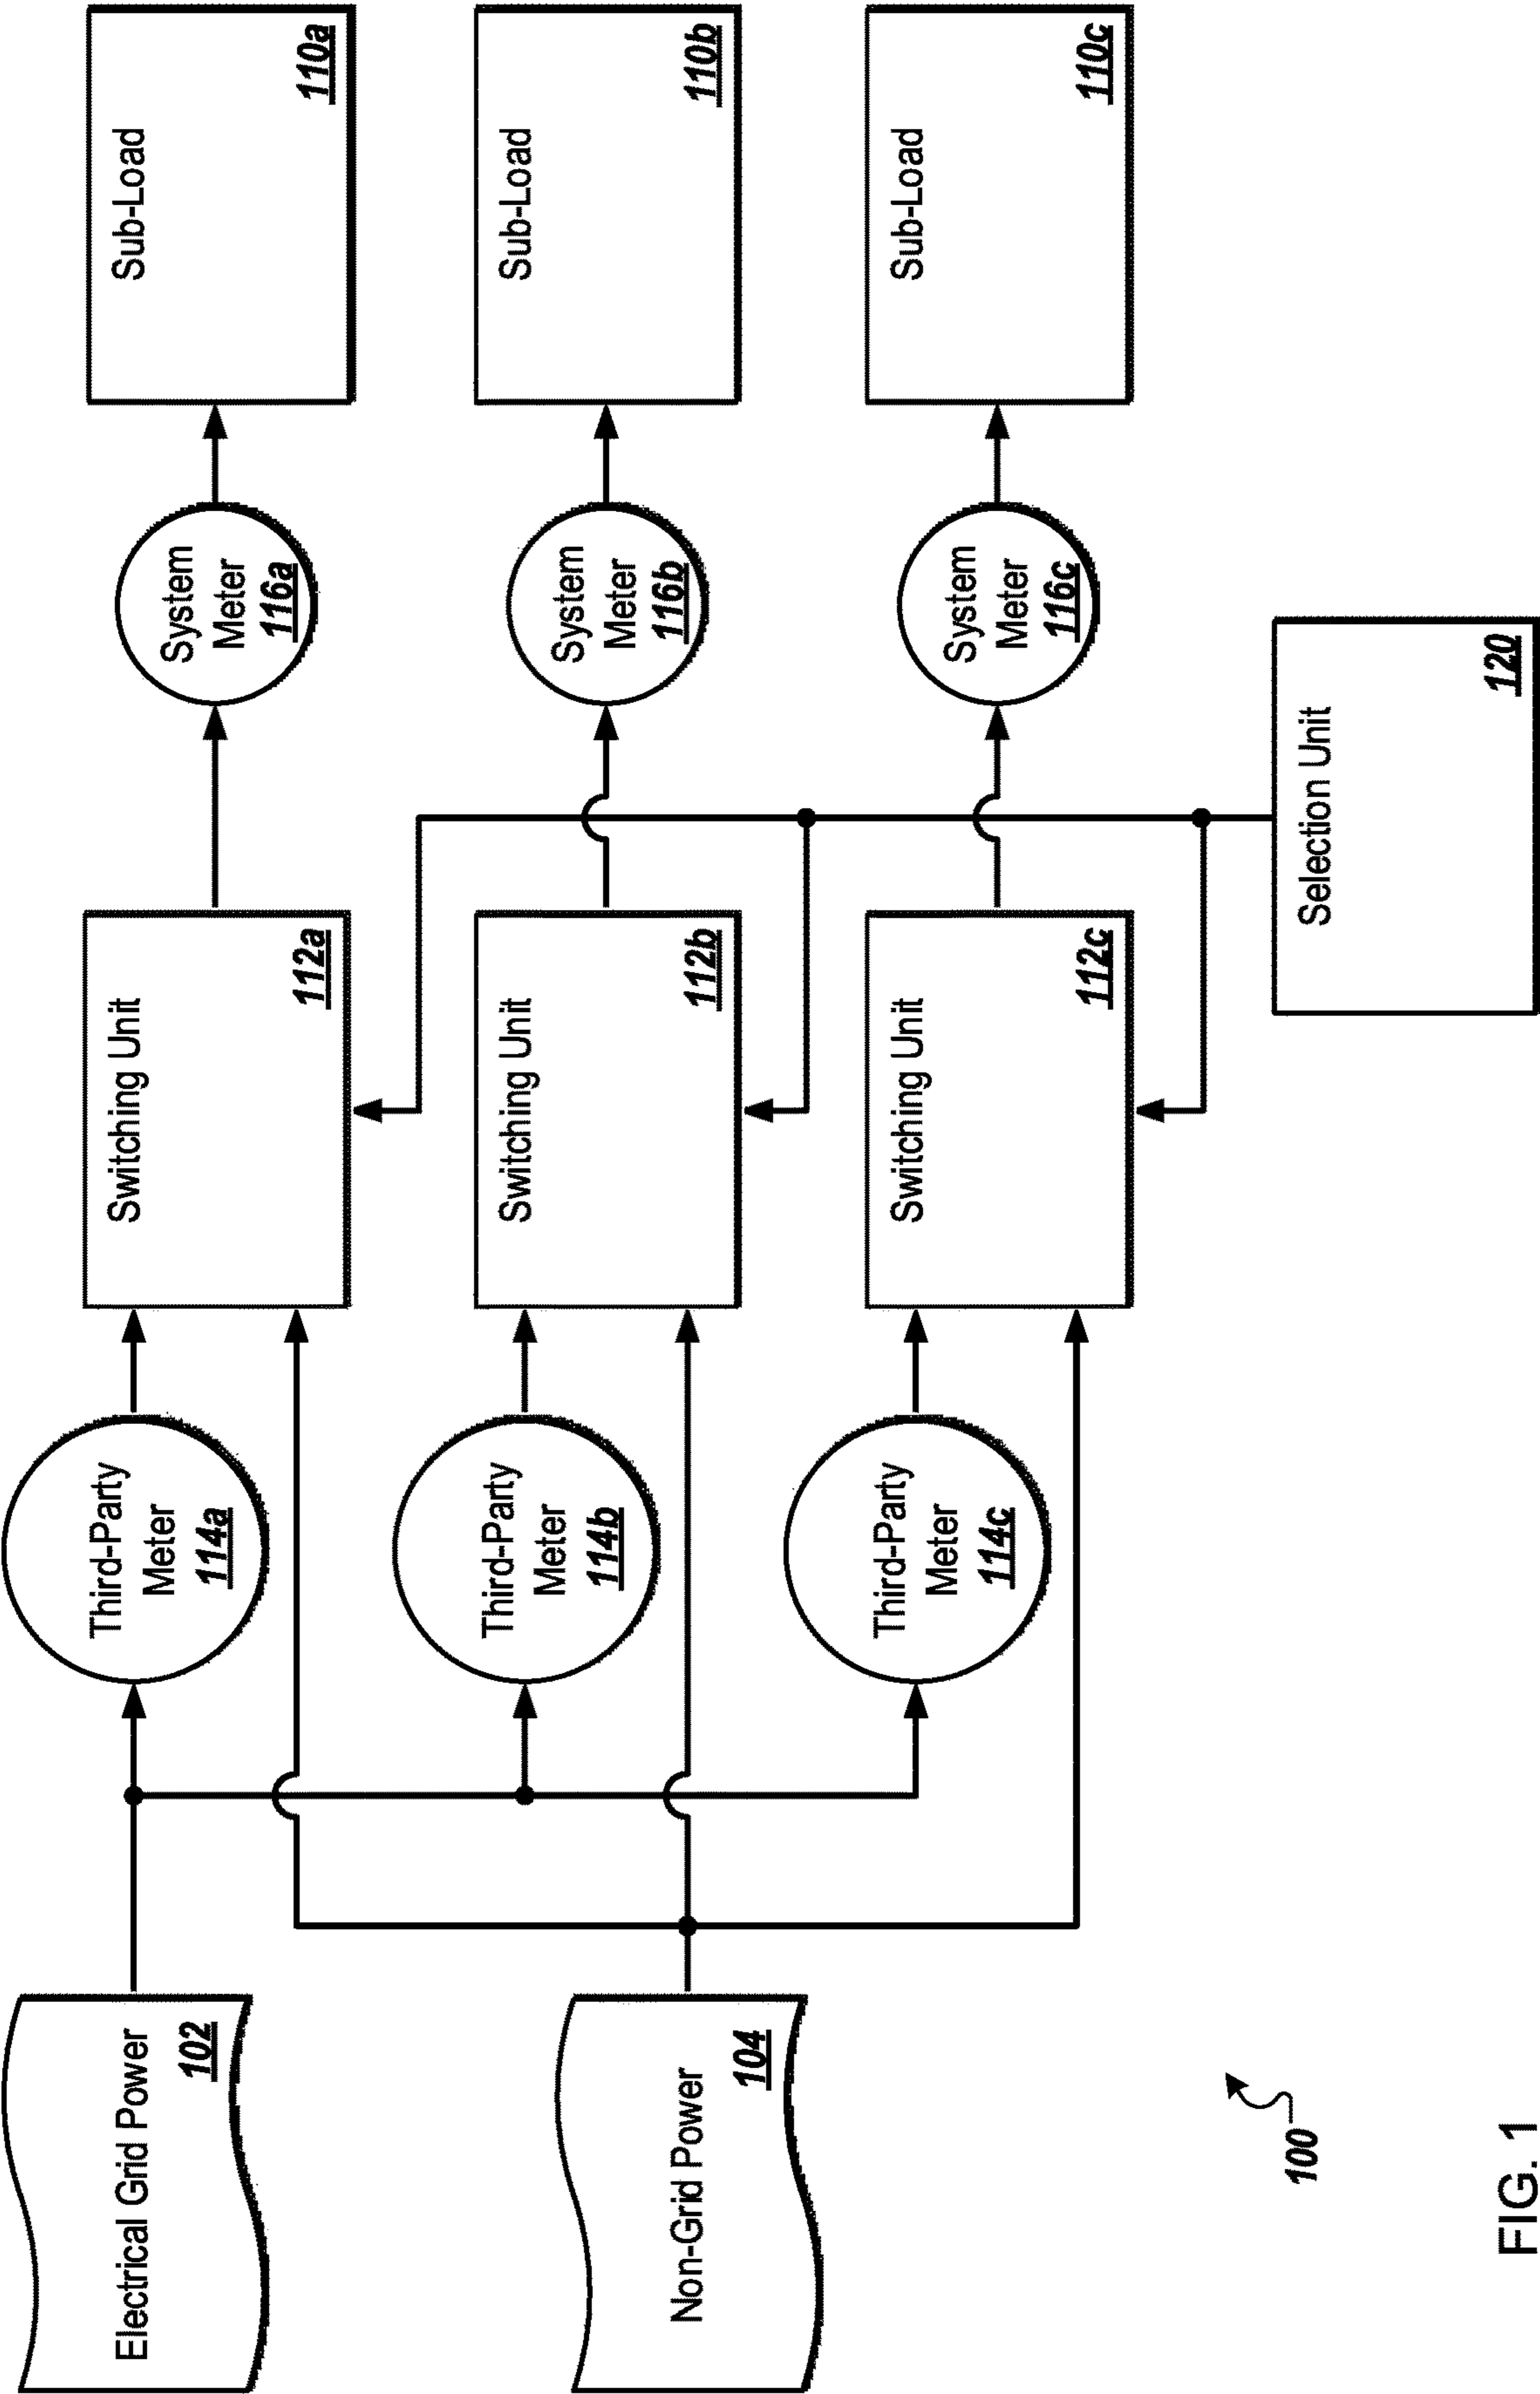 Electrical Grid Power
102
Third-Party
Meter
114a
Switching Unit
112a
System
Meter
116a
Sub-Load
110a
Non-Grid Power
104
Third-Party
Meter
114b
Switching Unit
112b
System
Meter
116b
Sub-Load
110b
Third-Party
Meter
114c
Switching Unit
112c
System
Meter
116c
Sub-Load
110c
Selection Unit
120
100
FIG. 1